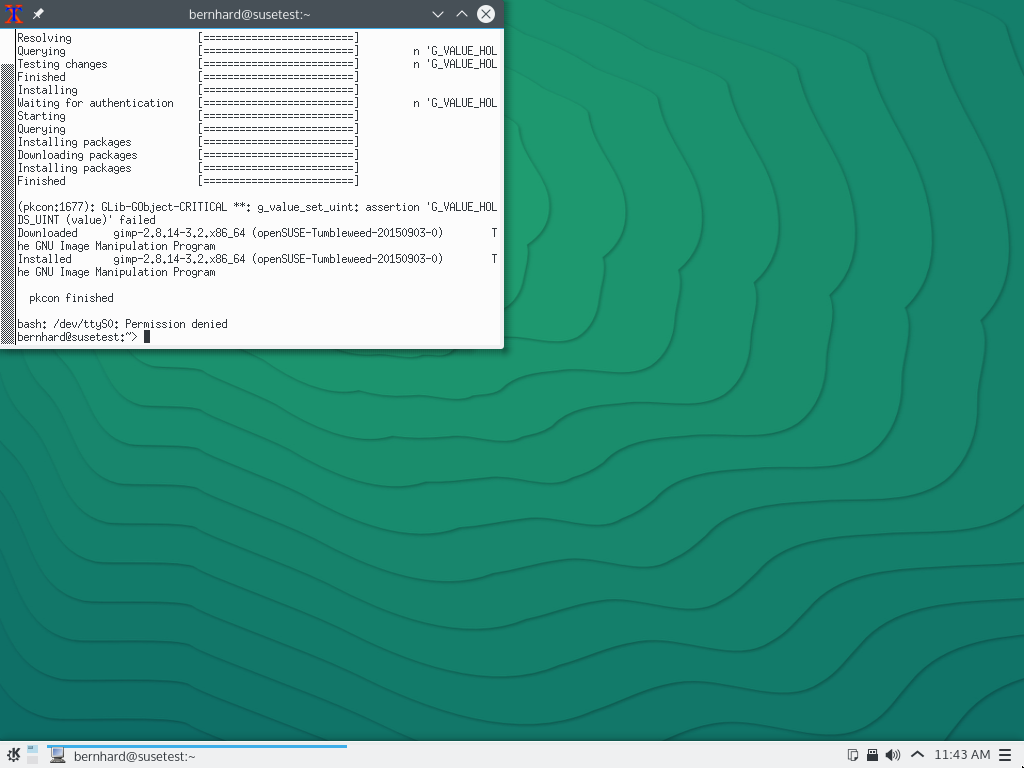 bernhard@susetest:~
Resolving [=========================]
Querying [=========================] n 'G_VALUE_HOL
Testing changes [=========================] n 'G_VALUE_HOL
Finished [=========================]
Installing [=========================]
Waiting for authentication [=========================] n 'G_VALUE_HOL
Starting [=========================]
Querying [=========================]
Installing packages [=========================]
Downloading packages [=========================]
Installing packages [=========================]
Finished [=========================]
(pkcon:1677): GLib-GObject-CRITICAL **: g_value_set_uint: assertion 'G_VALUE_HOL
DS_UINT (value)' failed
Downloaded gimp-2.8.14-3.2.x86_64 (openSUSE-Tumbleweed-20150903-0) T
he GNU Image Manipulation Program
Installed gimp-2.8.14-3.2.x86_64 (openSUSE-Tumbleweed-20150903-0) T
he GNU Image Manipulation Program
pkcon finished
bash: /dev/ttyS0: Permission denied
bernhard@susetest:~>
bernhard@susetest:~ 11:43 AM